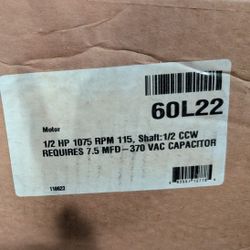 60L22
Motor
1/2 HP 1075 RPM 115, Shaft:1/2 CCW
REQUIRES 7.5 MFD-370 VAC CAPACITOR